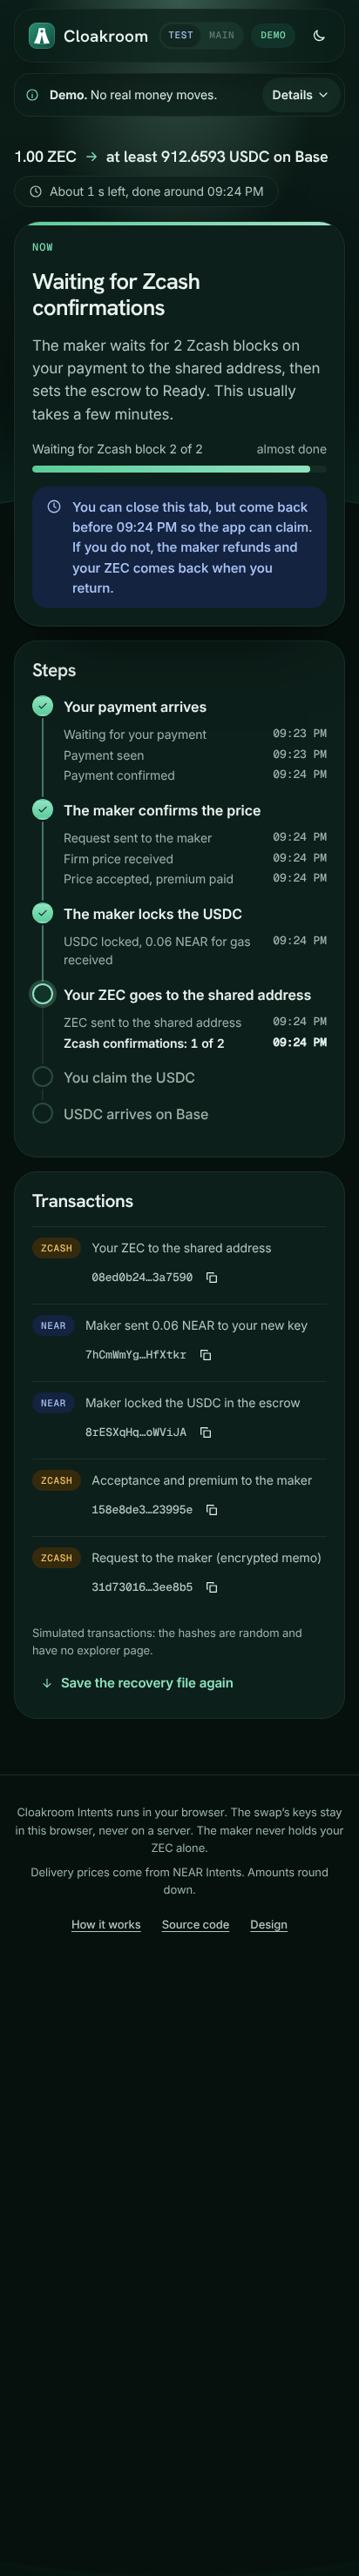 Cloakroom TEST MAIN DEMO
Demo. No real money moves. Details
1.00 ZEC → at least 912.6593 USDC on Base
About 1 s left, done around 09:24 PM
NOW
Waiting for Zcash
confirmations
The maker waits for 2 Zcash blocks on
your payment to the shared address, then
sets the escrow to Ready. This usually
takes a few minutes.
Waiting for Zcash block 2 of 2 almost done
You can close this tab, but come back
before 09:24 PM so the app can claim.
If you do not, the maker refunds and
your ZEC comes back when you
return.
Steps
Your payment arrives
Waiting for your payment 09:23 PM
Payment seen 09:23 PM
Payment confirmed 09:24 PM
The maker confirms the price
Request sent to the maker 09:24 PM
Firm price received 09:24 PM
Price accepted, premium paid 09:24 PM
The maker locks the USDC
USDC locked, 0.06 NEAR for gas 09:24 PM
received
Your ZEC goes to the shared address
ZEC sent to the shared address 09:24 PM
Zcash confirmations: 1 of 2 09:24 PM
You claim the USDC
USDC arrives on Base
Transactions
ZCASH Your ZEC to the shared address
08ed0b24…3a7590
NEAR Maker sent 0.06 NEAR to your new key
7hCmWmYg…HfXtkr
NEAR Maker locked the USDC in the escrow
8rESXqHq…oWViJA
ZCASH Acceptance and premium to the maker
158e8de3…23995e
ZCASH Request to the maker (encrypted memo)
31d73016…3ee8b5
Simulated transactions: the hashes are random and
have no explorer page.
Save the recovery file again
Cloakroom Intents runs in your browser. The swap's keys stay
in this browser, never on a server. The maker never holds your
ZEC alone.
Delivery prices come from NEAR Intents. Amounts round
down.
How it works Source code Design